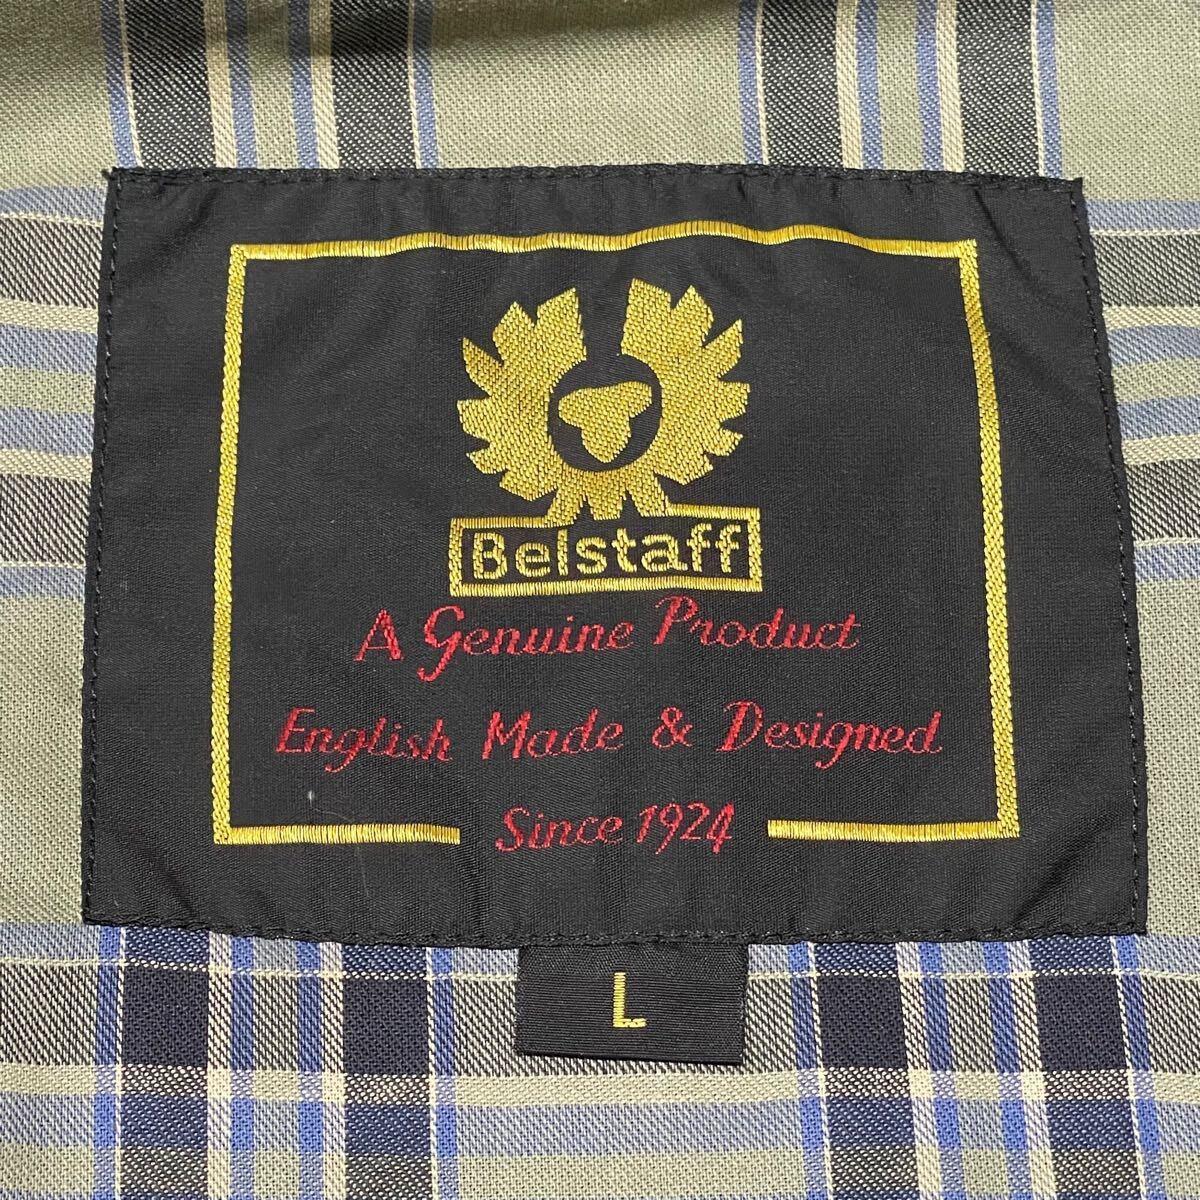 Belstaff
A Genuine Product
English Made & Designed
Since 1924
L